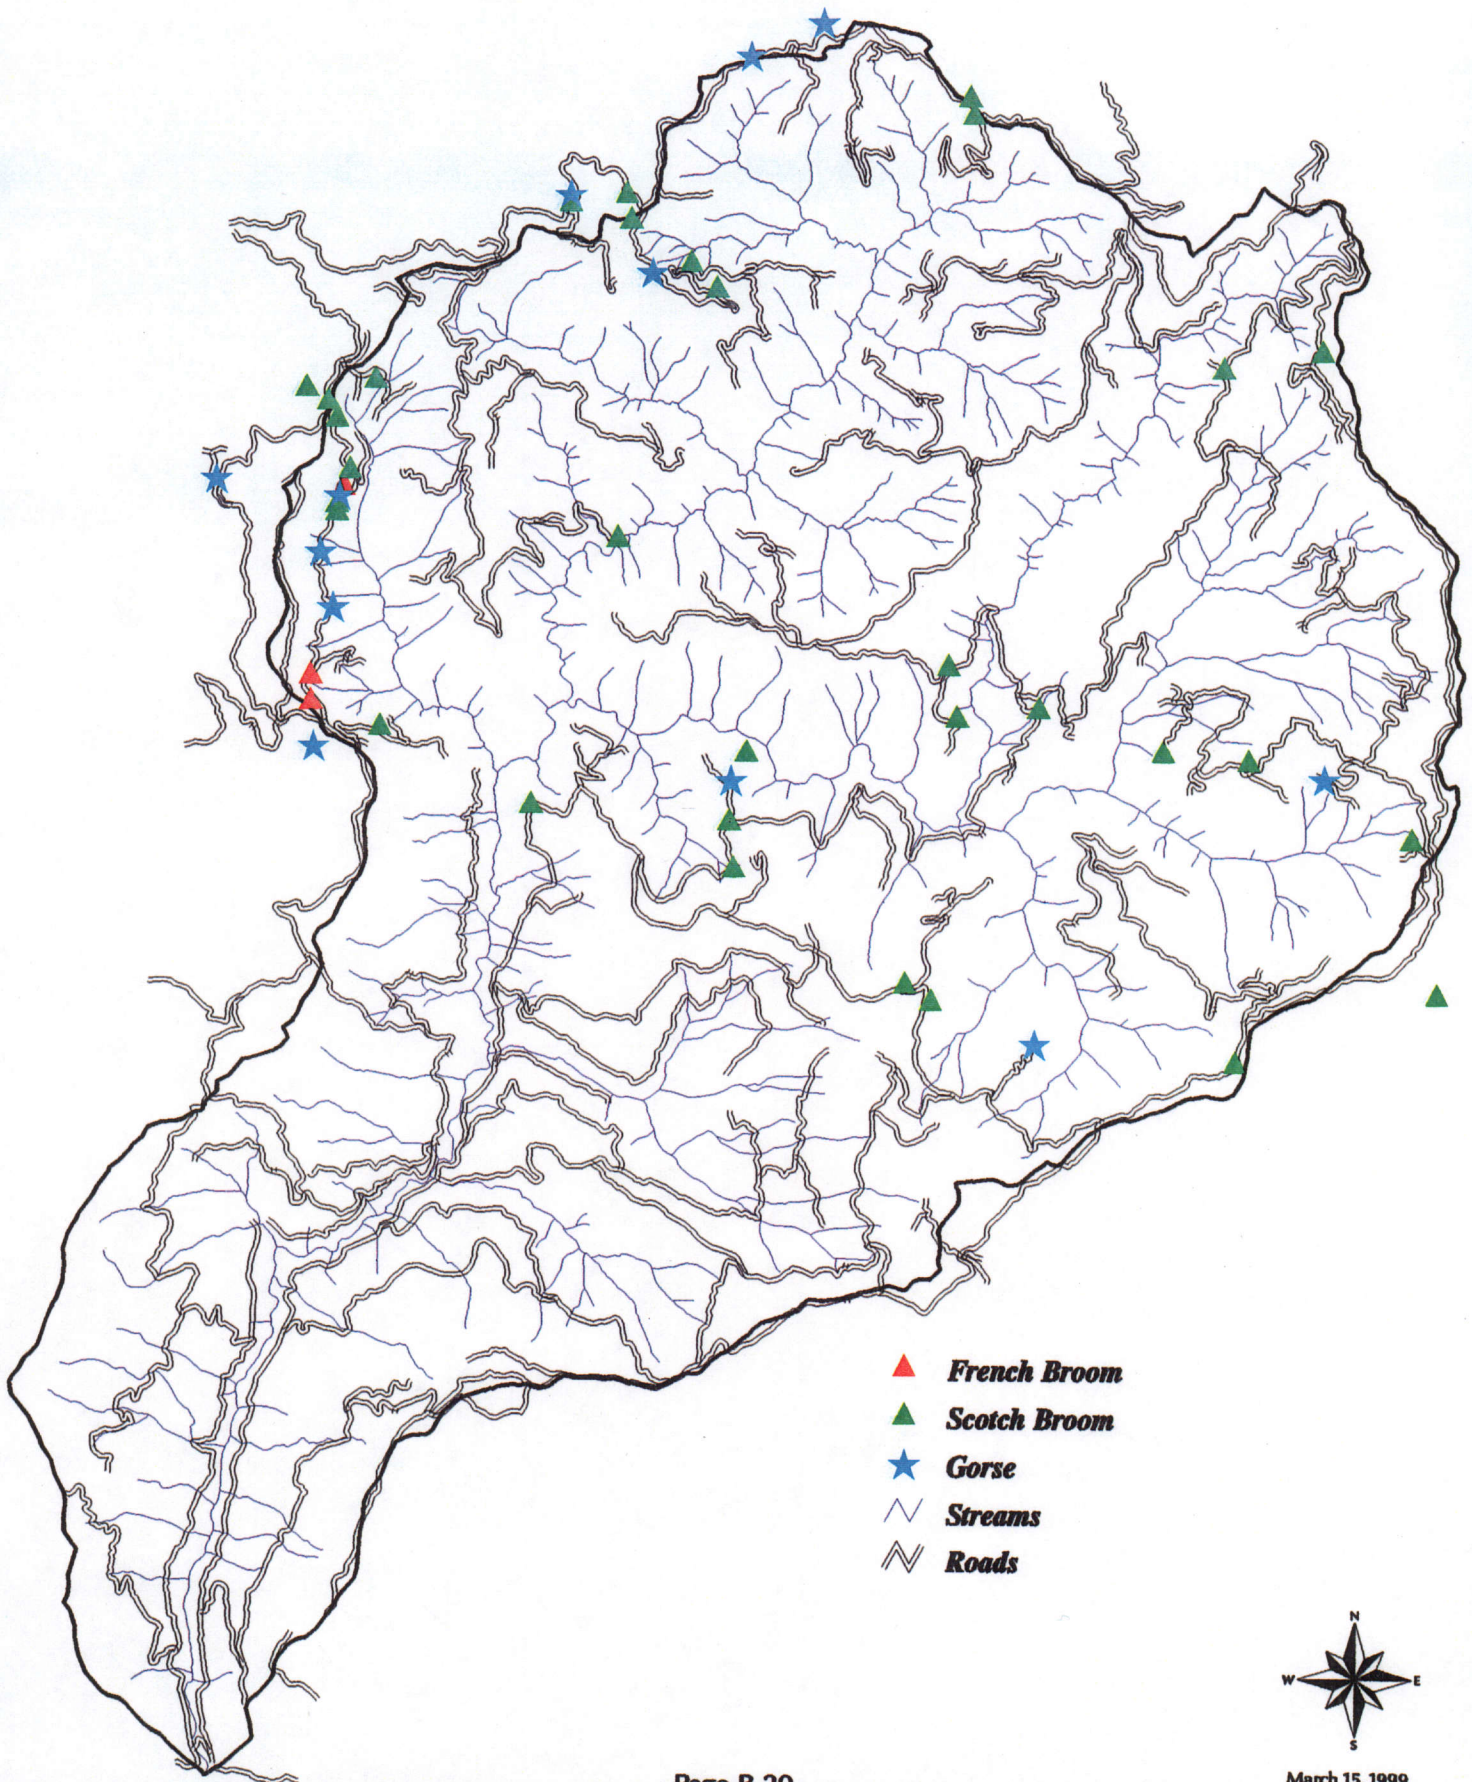 French Broom
Scotch Broom
Gorse
Streams
Roads
N
W E
S
Page B-20
March 15, 1999